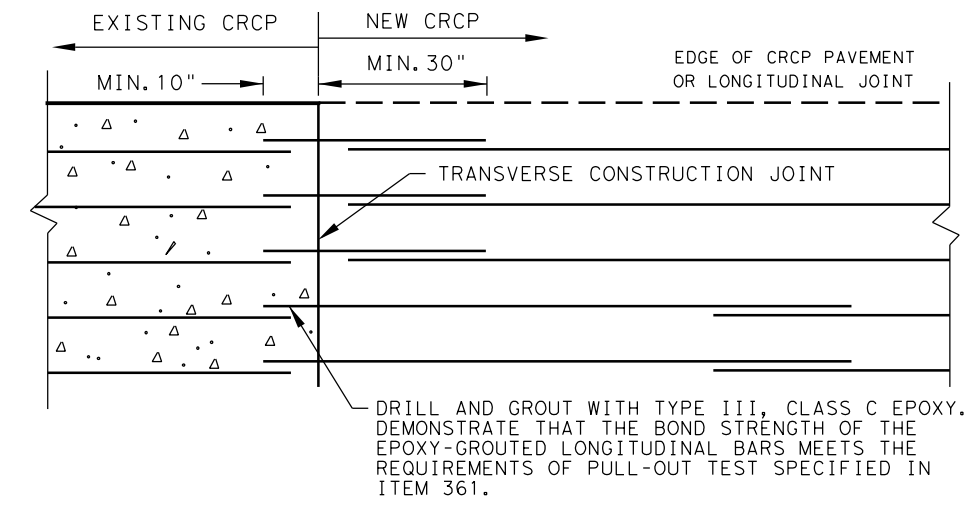 EXISTING CRCP
NEW CRCP
MIN. 10"
MIN. 30"
EDGE OF CRCP PAVEMENT
OR LONGITUDINAL JOINT
TRANSVERSE CONSTRUCTION JOINT
DRILL AND GROUT WITH TYPE III, CLASS C EPOXY.
DEMONSTRATE THAT THE BOND STRENGTH OF THE
EPOXY-GROUTED LONGITUDINAL BARS MEETS THE
REQUIREMENTS OF PULL-OUT TEST SPECIFIED IN
ITEM 361.